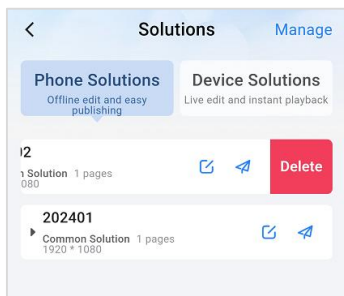 Solutions
Manage
Phone Solutions
Offline edit and easy
publishing
Device Solutions
Live edit and instant playback
02
n Solution 1 pages
080
Delete
202401
Common Solution 1 pages
1920 * 1080